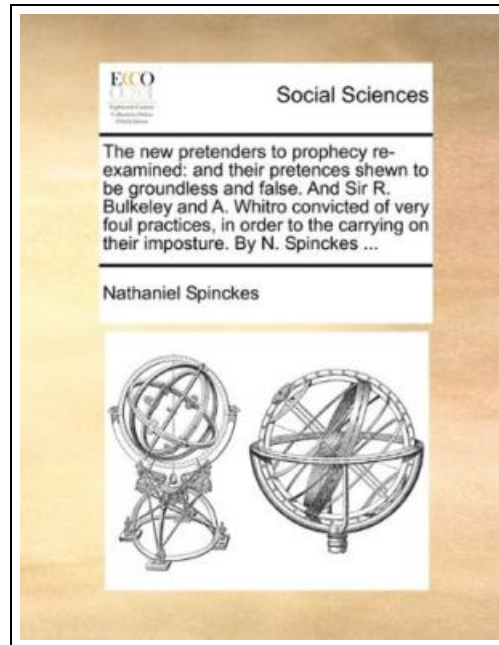 ECCO
Social Sciences
The new pretenders to prophecy re-
examined: and their pretences shewn to
be groundless and false. And Sir R.
Bulkeley and A. Whitro convicted of very
foul practices, in order to the carrying on
their imposture. By N. Spinckes ...
Nathaniel Spinckes